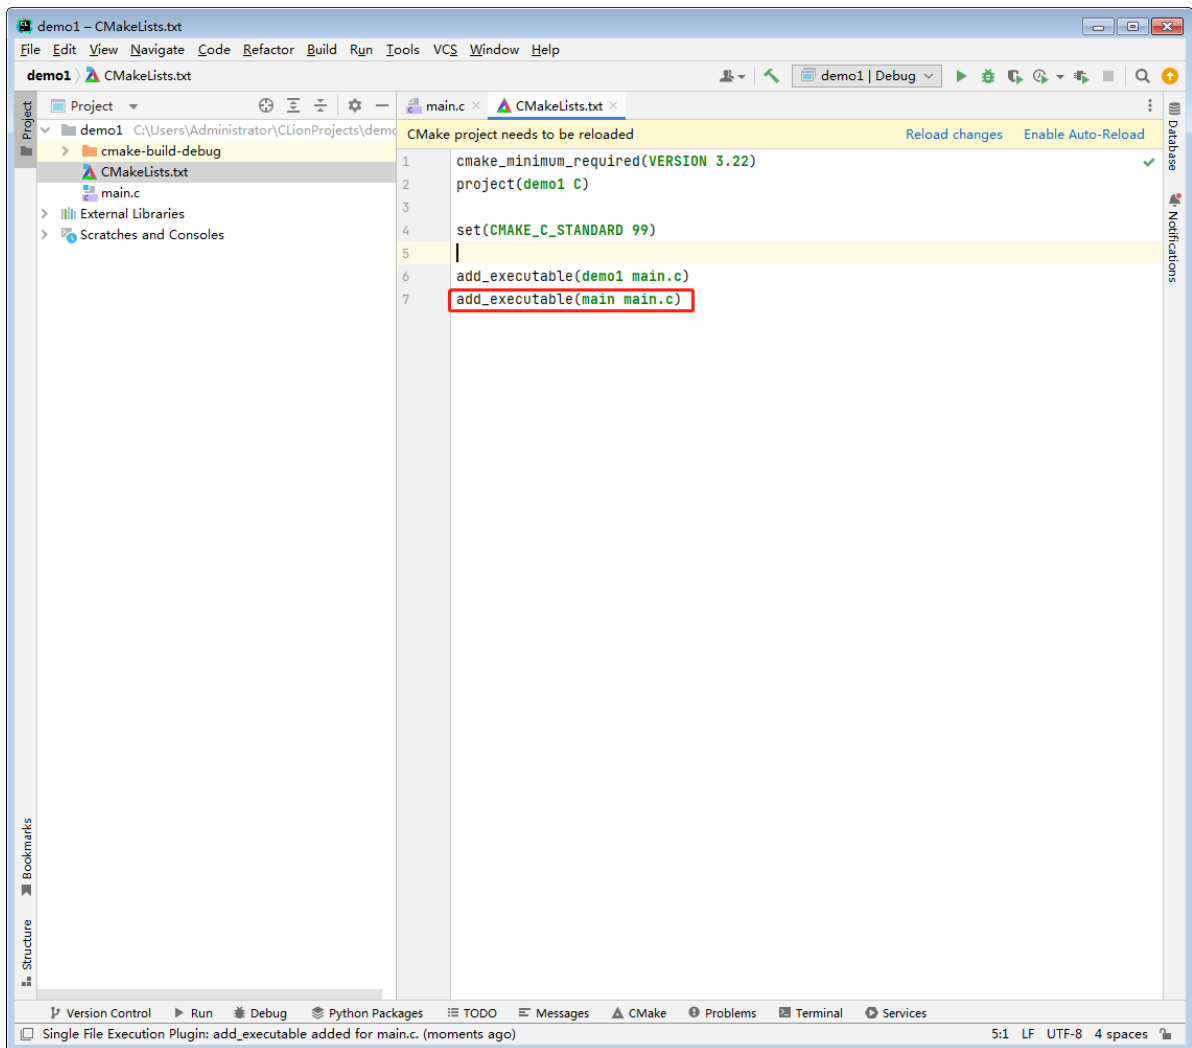 demo1 – CMakeLists.txt
File Edit View Navigate Code Refactor Build Run Tools VCS Window Help
demo1 CMakeLists.txt demo1 | Debug
Project
Project main.c CMakeLists.txt
demo1 C:\Users\Administrator\CLionProjects\demo
cmake-build-debug
CMakeLists.txt
main.c
External Libraries
Scratches and Consoles
CMake project needs to be reloaded Reload changes Enable Auto-Reload
1 cmake_minimum_required(VERSION 3.22)
2 project(demo1 C)
3
4 set(CMAKE_C_STANDARD 99)
5
6 add_executable(demo1 main.c)
7 add_executable(main main.c)
Database
Notifications
Bookmarks
Structure
Version Control Run Debug Python Packages TODO Messages CMake Problems Terminal Services
Single File Execution Plugin: add_executable added for main.c. (moments ago) 5:1 LF UTF-8 4 spaces